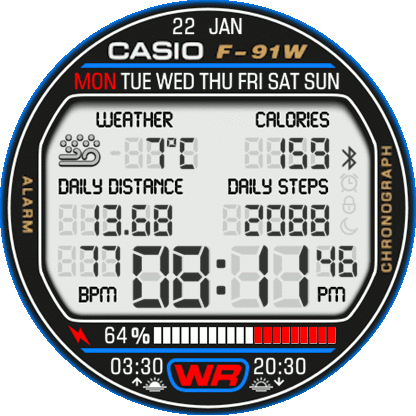 22 JAN
CASIO F-91W
MON TUE WED THU FRI SAT SUN
WEATHER CALORIES
7°C 159
DAILY DISTANCE DAILY STEPS
13.68 2088
77 08:11 46
BPM PM
ALARM
CHRONOGRAPH
64%
03:30 WR 20:30